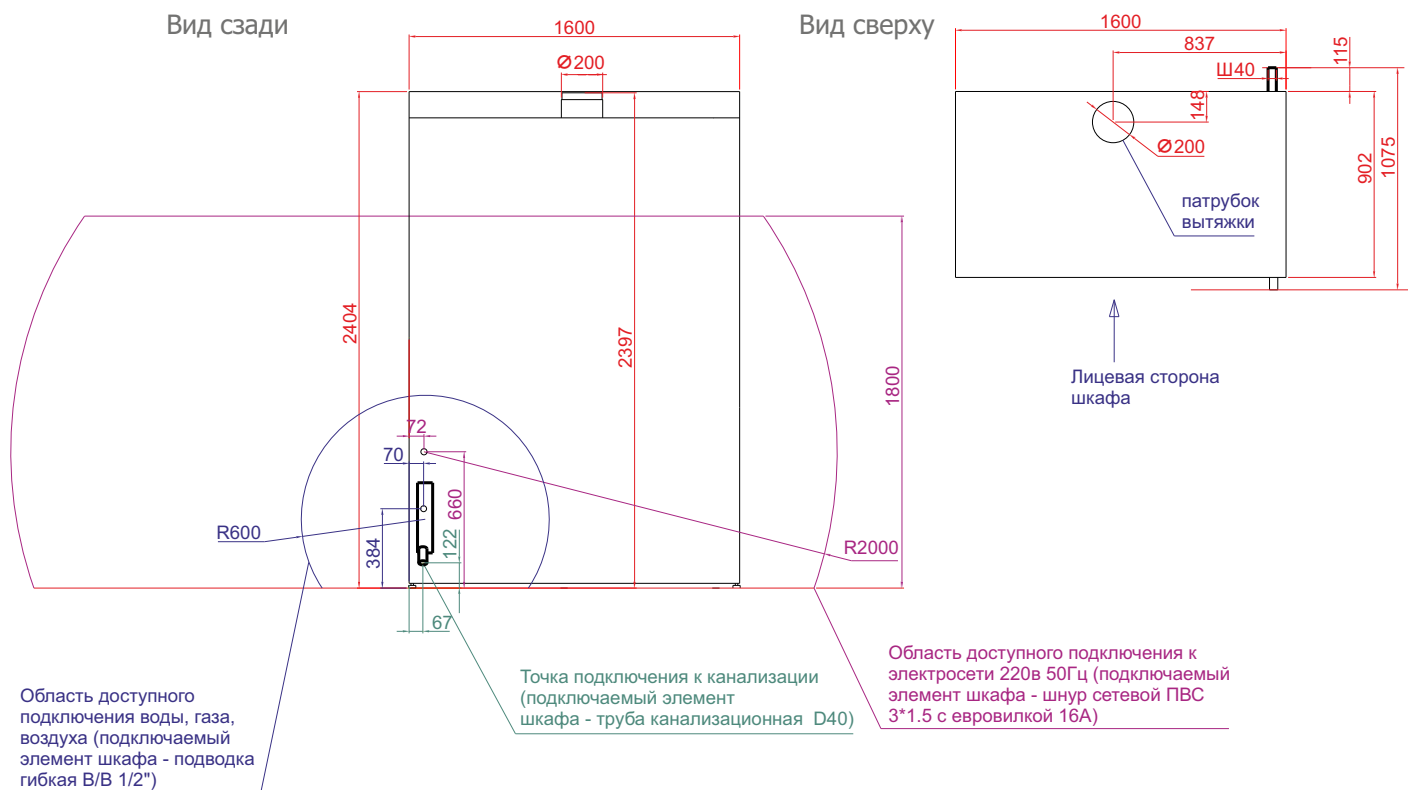 Вид сзади
1600
Ø200
2404
2397
1800
72
70
660
R600
384
122
R2000
67
Область доступного
подключения воды, газа,
воздуха (подключаемый
элемент шкафа - подводка
гибкая В/В 1/2")
Точка подключения к канализации
(подключаемый элемент
шкафа - труба канализационная D40)
Область доступного подключения к
электросети 220в 50Гц (подключаемый
элемент шкафа - шнур сетевой ПВС
3*1.5 с евровилкой 16А)
Вид сверху
1600
837
115
Ш40
148
Ø200
902
1075
патрубок
вытяжки
Лицевая сторона
шкафа